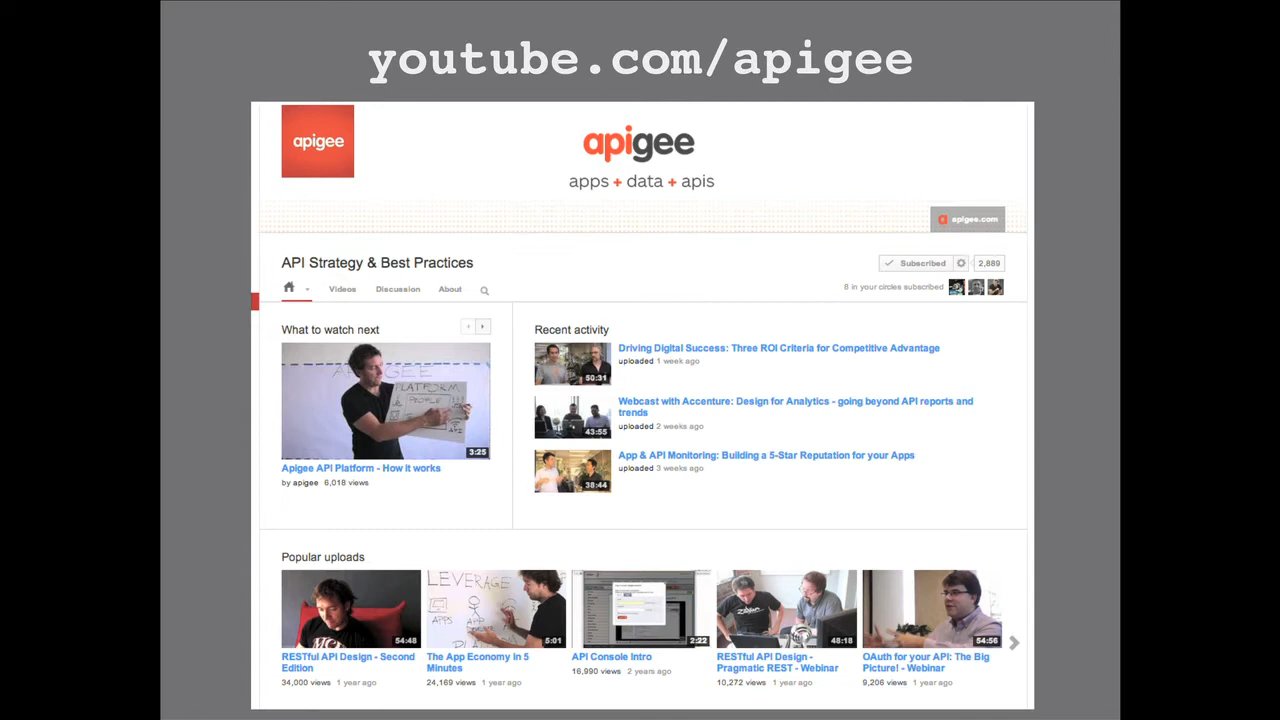 youtube.com/apigee
apigee
apigee
apps + data + apis
apigee.com
API Strategy & Best Practices
Subscribed
2,889
Videos
Discussion
About
8 in your circles subscribed
What to watch next
APIGEE
PLATFORM
PEOPLE
3:25
Apigee API Platform - How it works
by apigee 6,018 views
Recent activity
50:31
Driving Digital Success: Three ROI Criteria for Competitive Advantage
uploaded 1 week ago
43:55
Webcast with Accenture: Design for Analytics - going beyond API reports and
trends
uploaded 2 weeks ago
38:44
App & API Monitoring: Building a 5-Star Reputation for your Apps
uploaded 3 weeks ago
Popular uploads
54:48
RESTful API Design - Second
Edition
34,000 views 1 year ago
LEVERAGE
APPS
APP
5:01
The App Economy In 5
Minutes
24,169 views 1 year ago
2:22
API Console Intro
16,990 views 2 years ago
48:18
RESTful API Design -
Pragmatic REST - Webinar
10,272 views 1 year ago
54:56
OAuth for your API: The Big
Picture! - Webinar
9,206 views 1 year ago